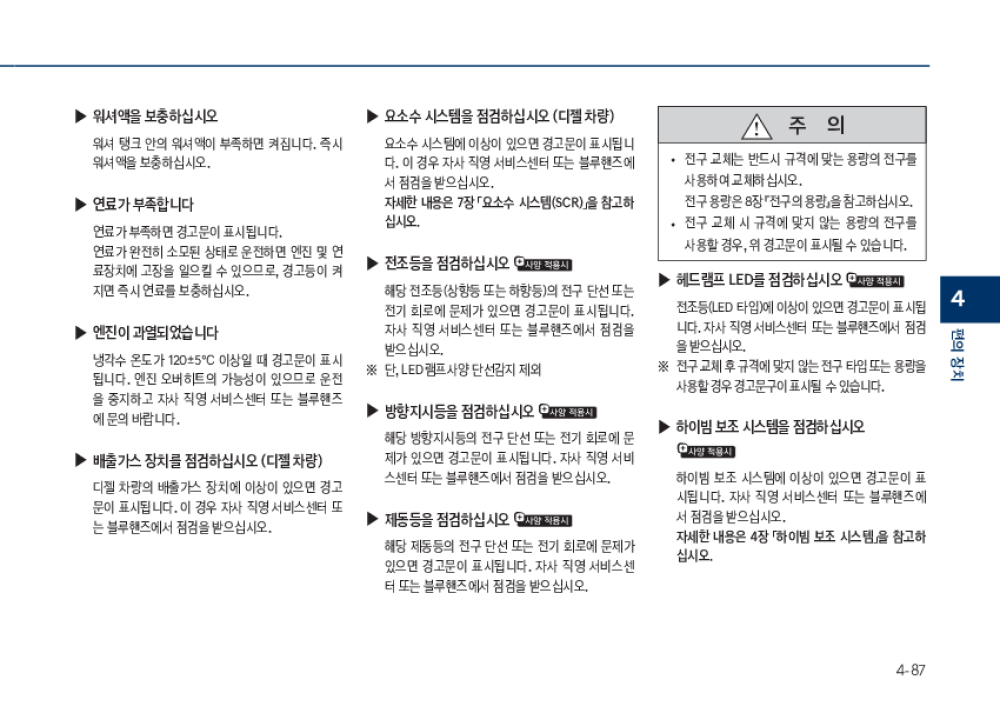 ▶ 워셔액을 보충하십시오
워셔 탱크 안의 워셔액이 부족하면 켜집니다. 즉시
워셔액을 보충하십시오.
▶ 연료가 부족합니다
연료가 부족하면 경고문이 표시됩니다.
연료가 완전히 소모된 상태로 운전하면 엔진 및 연
료장치에 고장을 일으킬 수 있으므로, 경고등이 켜
지면 즉시 연료를 보충하십시오.
▶ 엔진이 과열되었습니다
냉각수 온도가 120±5°C 이상일 때 경고문이 표시
됩니다. 엔진 오버히트의 가능성이 있으므로 운전
을 중지하고 자사 직영 서비스센터 또는 블루핸즈
에 문의 바랍니다.
▶ 배출가스 장치를 점검하십시오 (디젤 차량)
디젤 차량의 배출가스 장치에 이상이 있으면 경고
문이 표시됩니다. 이 경우 자사 직영 서비스센터 또
는 블루핸즈에서 점검을 받으십시오.
▶ 요소수 시스템을 점검하십시오 (디젤 차량)
요소수 시스템에 이상이 있으면 경고문이 표시됩니
다. 이 경우 자사 직영 서비스센터 또는 블루핸즈에
서 점검을 받으십시오.
자세한 내용은 7장 「요소수 시스템(SCR)」을 참고하
십시오.
▶ 전조등을 점검하십시오 사양 적용시
해당 전조등(상향등 또는 하향등)의 전구 단선 또는
전기 회로에 문제가 있으면 경고문이 표시됩니다.
자사 직영 서비스센터 또는 블루핸즈에서 점검을
받으십시오.
※ 단, LED 램프사양 단선감지 제외
▶ 방향지시등을 점검하십시오 사양 적용시
해당 방향지시등의 전구 단선 또는 전기 회로에 문
제가 있으면 경고문이 표시됩니다. 자사 직영 서비
스센터 또는 블루핸즈에서 점검을 받으십시오.
▶ 제동등을 점검하십시오 사양 적용시
해당 제동등의 전구 단선 또는 전기 회로에 문제가
있으면 경고문이 표시됩니다. 자사 직영 서비스센
터 또는 블루핸즈에서 점검을 받으십시오.
주 의
• 전구 교체는 반드시 규격에 맞는 용량의 전구를
사용하여 교체하십시오.
전구 용량은 8장 『전구의 용량』을 참고하십시오.
• 전구 교체 시 규격에 맞지 않는 용량의 전구를
사용할 경우, 위 경고문이 표시될 수 있습니다.
▶ 헤드램프 LED를 점검하십시오 사양 적용시
전조등(LED 타입)에 이상이 있으면 경고문이 표시됩
니다. 자사 직영 서비스센터 또는 블루핸즈에서 점검
을 받으십시오.
※ 전구 교체 후 규격에 맞지 않는 전구 타입 또는 용량을
사용할 경우 경고문구이 표시될 수 있습니다.
▶ 하이빔 보조 시스템을 점검하십시오
사양 적용시
하이빔 보조 시스템에 이상이 있으면 경고문이 표
시됩니다. 자사 직영 서비스센터 또는 블루핸즈에
서 점검을 받으십시오.
자세한 내용은 4장 「하이빔 보조 시스템」을 참고하
십시오.
4
편의 장치
4-87